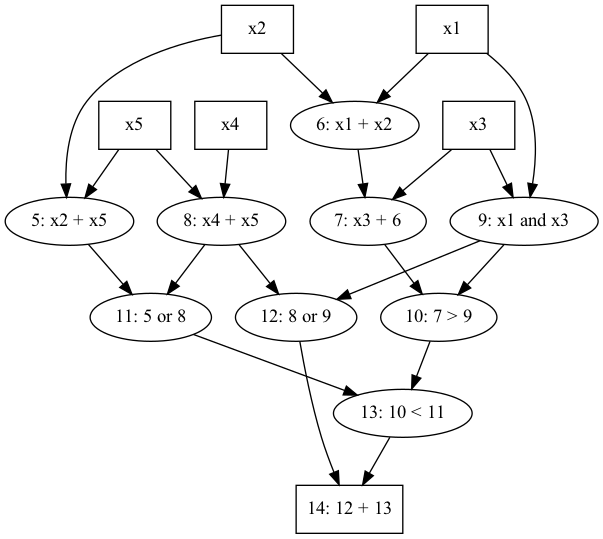 x2
x1
x5
x4
6: x1 + x2
x3
5: x2 + x5
8: x4 + x5
7: x3 + 6
9: x1 and x3
11: 5 or 8
12: 8 or 9
10: 7 > 9
13: 10 < 11
14: 12 + 13